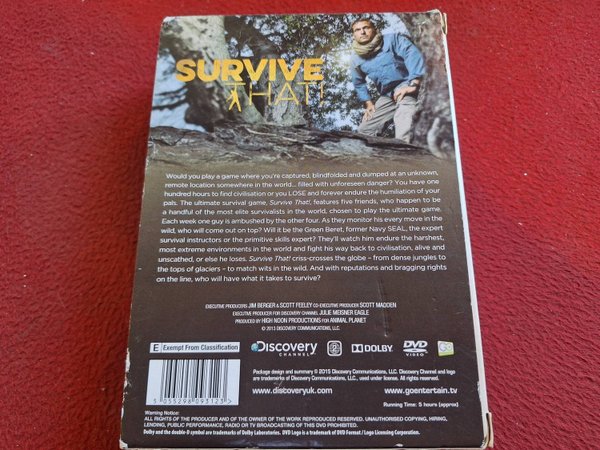 SURVIVE
THAT!
Would you play a game where you're captured, blindfolded and dumped at an unknown,
remote location somewhere in the world... filled with unforeseen danger? You have one
hundred hours to find civilisation or you LOSE and forever endure the humiliation of your
pals. The ultimate survival game, Survive That!, features five friends, who happen to be
a handful of the most elite survivalists in the world, chosen to play the ultimate game.
Each week one guy is ambushed by the other four. As they monitor his every move in the
wild, who will come out on top? Will it be the Green Beret, former Navy SEAL, the expert
survival instructors or the primitive skills expert? They'll watch him endure the harshest,
most extreme environments in the world and fight his way back to civilisation, alive and
unscathed, or else he loses. Survive That! criss-crosses the globe – from dense jungles to
the tops of glaciers – to match wits in the wild. And with reputations and bragging rights
on the line, who will have what it takes to survive?
EXECUTIVE PRODUCERS JIM BERGER & SCOTT FEELEY CO-EXECUTIVE PRODUCER SCOTT MADDEN
EXECUTIVE PRODUCER FOR DISCOVERY CHANNEL JULIE MEISNER EAGLE
PRODUCED BY HIGH NOON PRODUCTIONS FOR ANIMAL PLANET
© 2013 DISCOVERY COMMUNICATIONS, LLC.
E Exempt From Classification
Discovery
CHANNEL
2
DOLBY
DVD
VIDEO
Package design and summary © 2015 Discovery Communications, LLC. Discovery Channel and logo
are trademarks of Discovery Communications, LLC, used under license. All rights reserved.
www.discoveryuk.com
www.goentertain.tv
5 055298 093123 >
Running Time: 5 hours (approx)
Warning Notice:
ALL RIGHTS OF THE PRODUCER AND OF THE OWNER OF THE WORK REPRODUCED RESERVED. UNAUTHORISED COPYING, HIRING,
LENDING, PUBLIC PERFORMANCE, RADIO OR TV BROADCASTING OF THIS DVD PROHIBITED.
Dolby and the double-D symbol are trademarks of Dolby Laboratories. DVD Logo is a trademark of DVD Format / Logo Licensing Corporation.